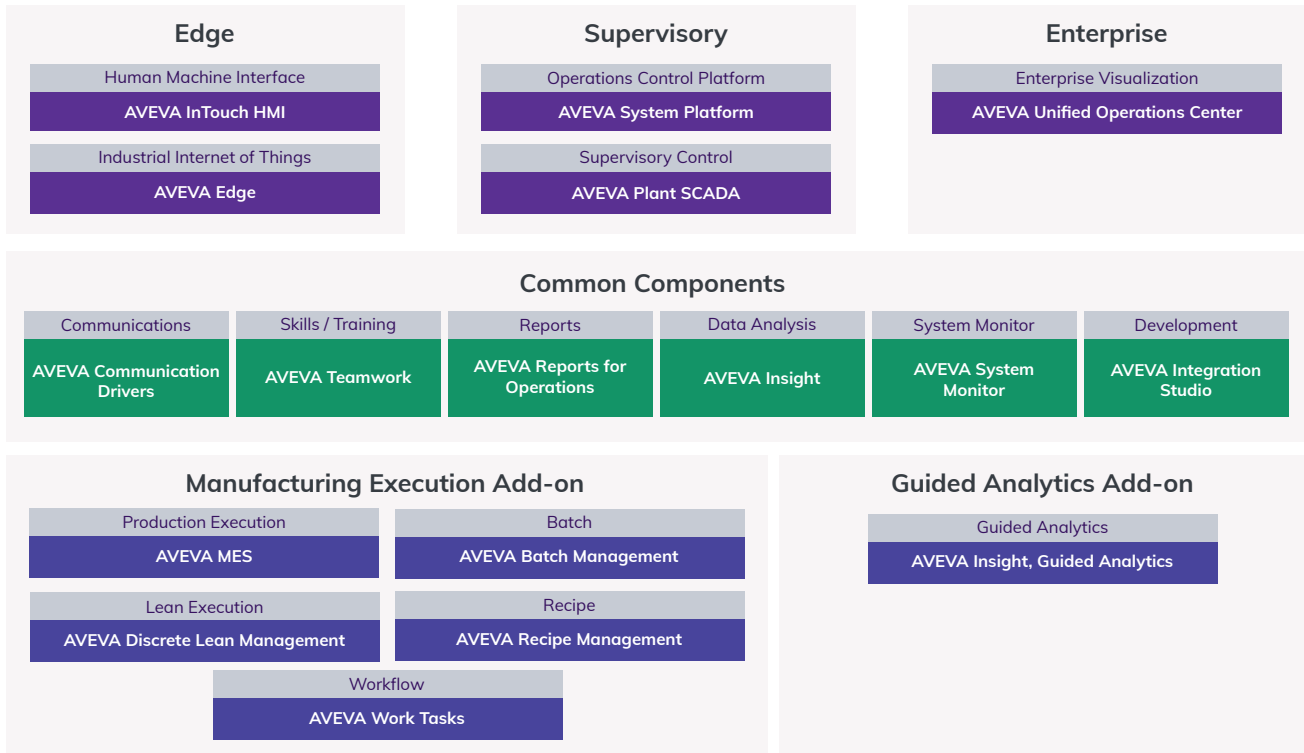 Edge
Human Machine Interface
AVEVA InTouch HMI
Industrial Internet of Things
AVEVA Edge
Supervisory
Operations Control Platform
AVEVA System Platform
Supervisory Control
AVEVA Plant SCADA
Enterprise
Enterprise Visualization
AVEVA Unified Operations Center
Common Components
Communications
AVEVA Communication
Drivers
Skills / Training
AVEVA Teamwork
Reports
AVEVA Reports for
Operations
Data Analysis
AVEVA Insight
System Monitor
AVEVA System
Monitor
Development
AVEVA Integration
Studio
Manufacturing Execution Add-on
Production Execution
AVEVA MES
Batch
AVEVA Batch Management
Lean Execution
AVEVA Discrete Lean Management
Recipe
AVEVA Recipe Management
Workflow
AVEVA Work Tasks
Guided Analytics Add-on
Guided Analytics
AVEVA Insight, Guided Analytics